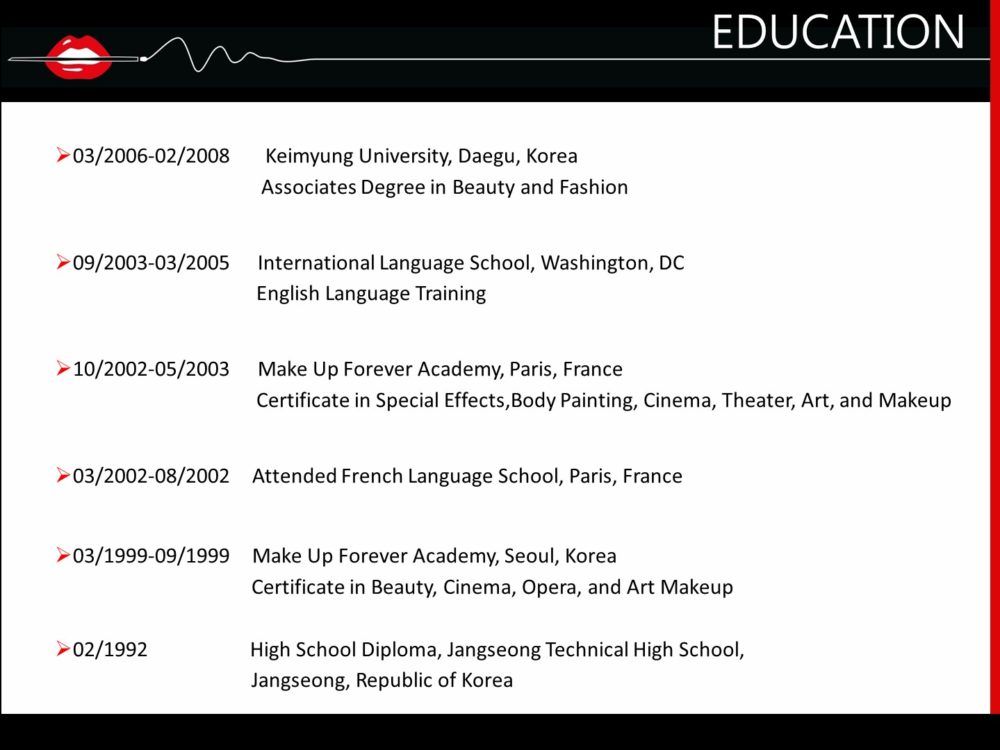 EDUCATION
03/2006-02/2008 Keimyung University, Daegu, Korea
Associates Degree in Beauty and Fashion
09/2003-03/2005 International Language School, Washington, DC
English Language Training
10/2002-05/2003 Make Up Forever Academy, Paris, France
Certificate in Special Effects,Body Painting, Cinema, Theater, Art, and Makeup
03/2002-08/2002 Attended French Language School, Paris, France
03/1999-09/1999 Make Up Forever Academy, Seoul, Korea
Certificate in Beauty, Cinema, Opera, and Art Makeup
02/1992 High School Diploma, Jangseong Technical High School,
Jangseong, Republic of Korea